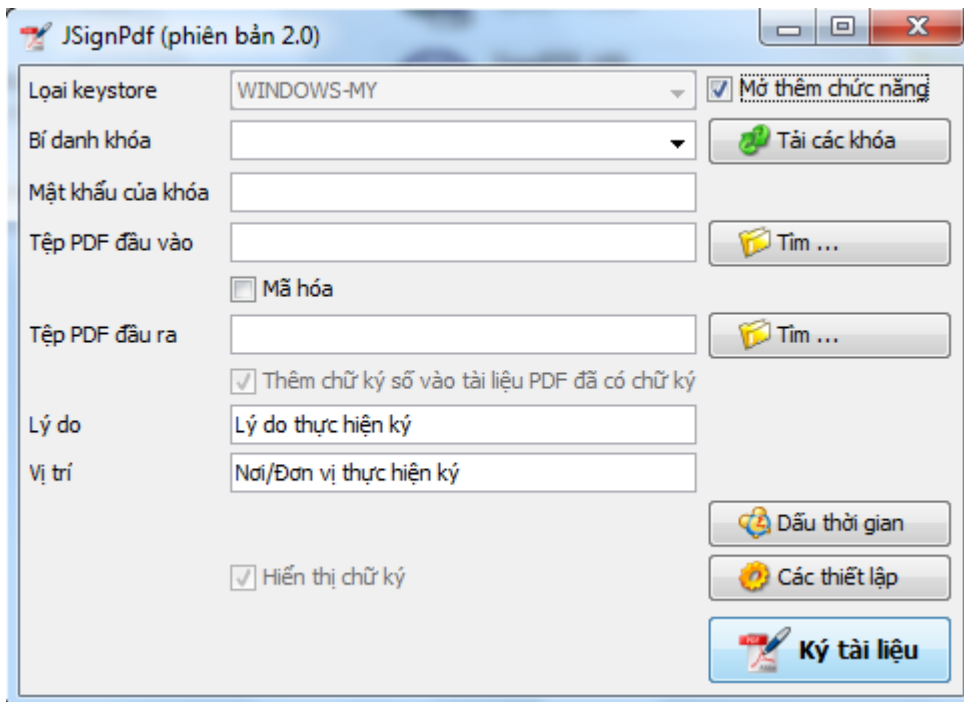 JSignPdf (phiên bản 2.0)
Lọai keystore WINDOWS-MY Mở thêm chức năng
Bí danh khóa Tải các khóa
Mật khẩu của khóa
Tệp PDF đầu vào Tìm ...
Mã hóa
Tệp PDF đầu ra Tìm ...
Thêm chữ ký số vào tài liệu PDF đã có chữ ký
Lý do Lý do thực hiện ký
Vị trí Nơi/Đơn vị thực hiện ký
Dấu thời gian
Hiển thị chữ ký Các thiết lập
Ký tài liệu